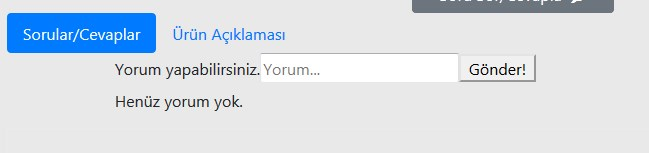 Sorular/Cevaplar Ürün Açıklaması
Yorum yapabilirsiniz. Yorum... Gönder!
Henüz yorum yok.